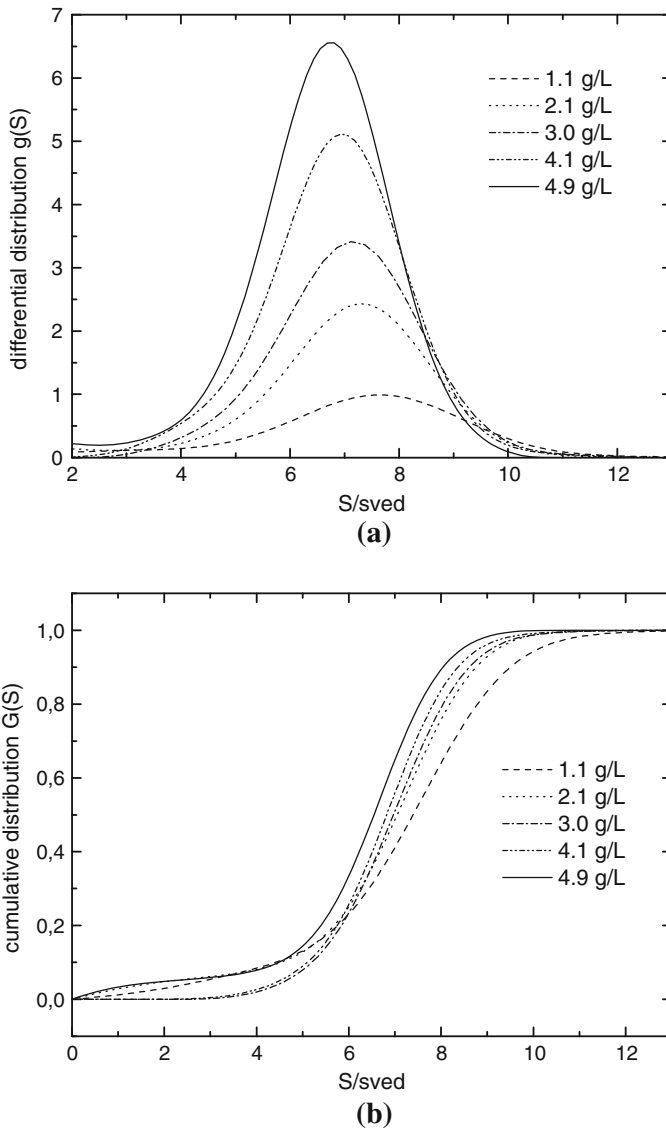 7
6
5
4
3
2
1
0
differential distribution g(S)
1.1 g/L
2.1 g/L
3.0 g/L
4.1 g/L
4.9 g/L
2 4 6 8 10 12
S/sved
(a)
1,0
0,8
0,6
0,4
0,2
0,0
cumulative distribution G(S)
1.1 g/L
2.1 g/L
3.0 g/L
4.1 g/L
4.9 g/L
0 2 4 6 8 10 12
S/sved
(b)